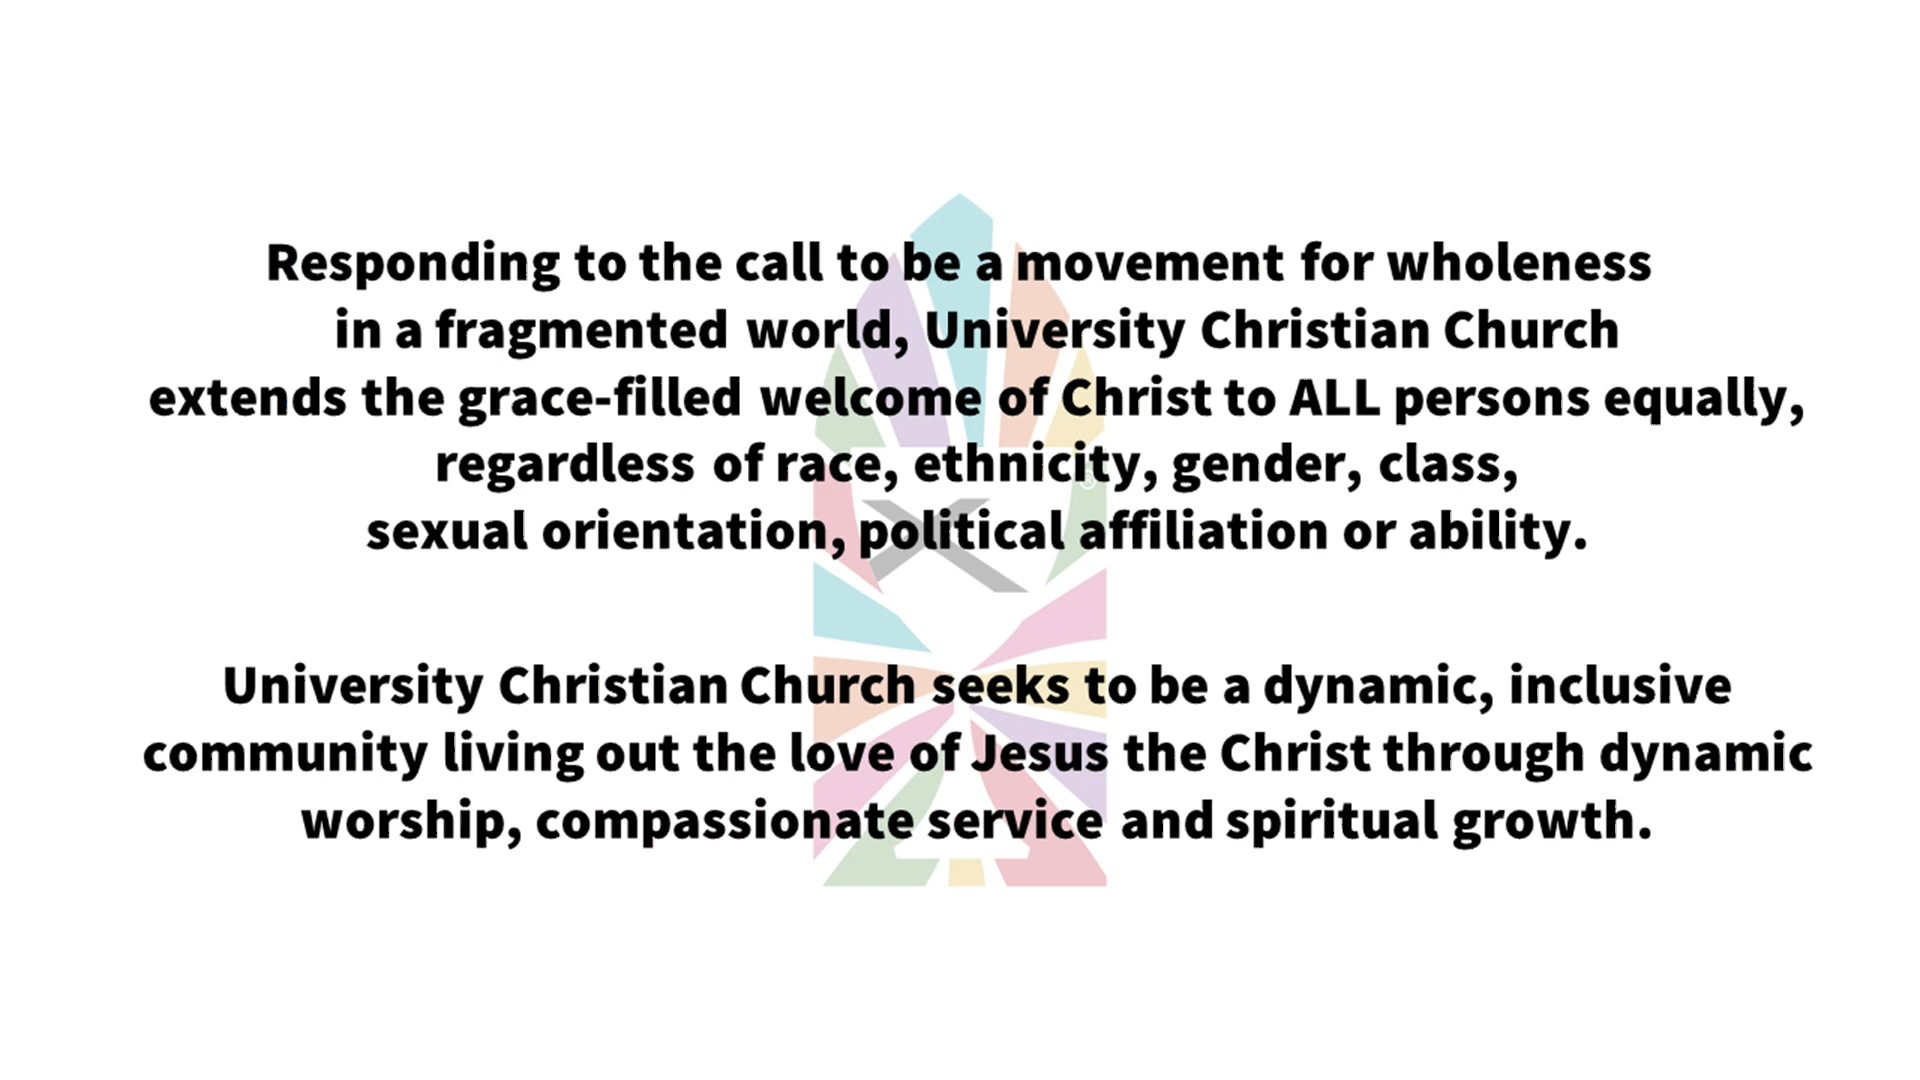 Responding to the call to be a movement for wholeness
in a fragmented world, University Christian Church
extends the grace-filled welcome of Christ to ALL persons equally,
regardless of race, ethnicity, gender, class,
sexual orientation, political affiliation or ability.
University Christian Church seeks to be a dynamic, inclusive
community living out the love of Jesus the Christ through dynamic
worship, compassionate service and spiritual growth.